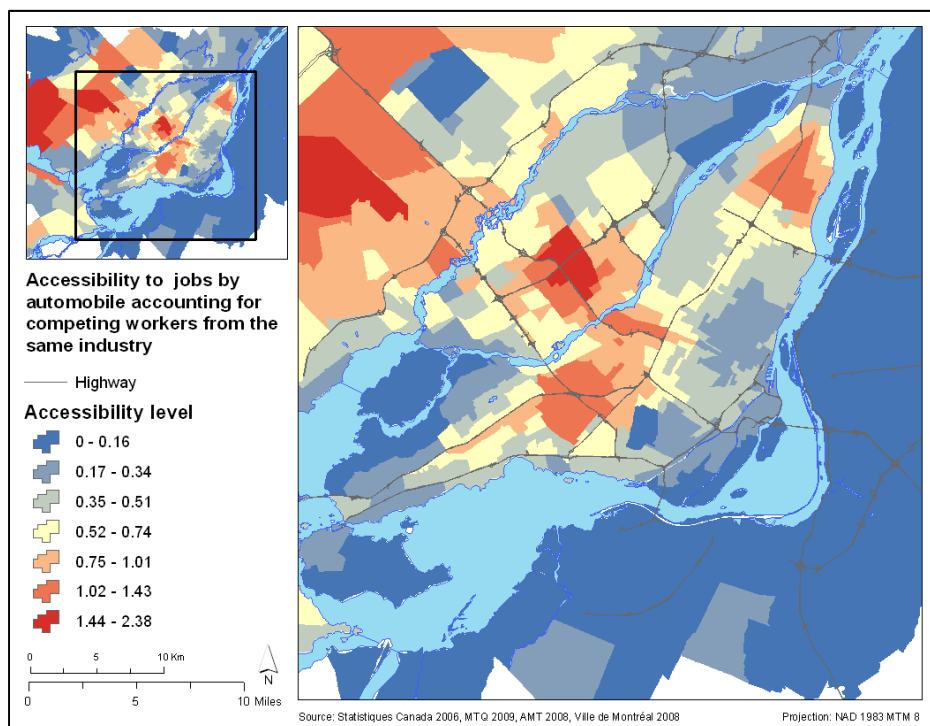 Accessibility to jobs by
automobile accounting for
competing workers from the
same industry
Highway
Accessibility level
0 - 0.16
0.17 - 0.34
0.35 - 0.51
0.52 - 0.74
0.75 - 1.01
1.02 - 1.43
1.44 - 2.38
0 5 10 Km
N
0 5 10 Miles
Source: Statistiques Canada 2006, MTQ 2009, AMT 2008, Ville de Montréal 2008 Projection: NAD 1983 MTM 8